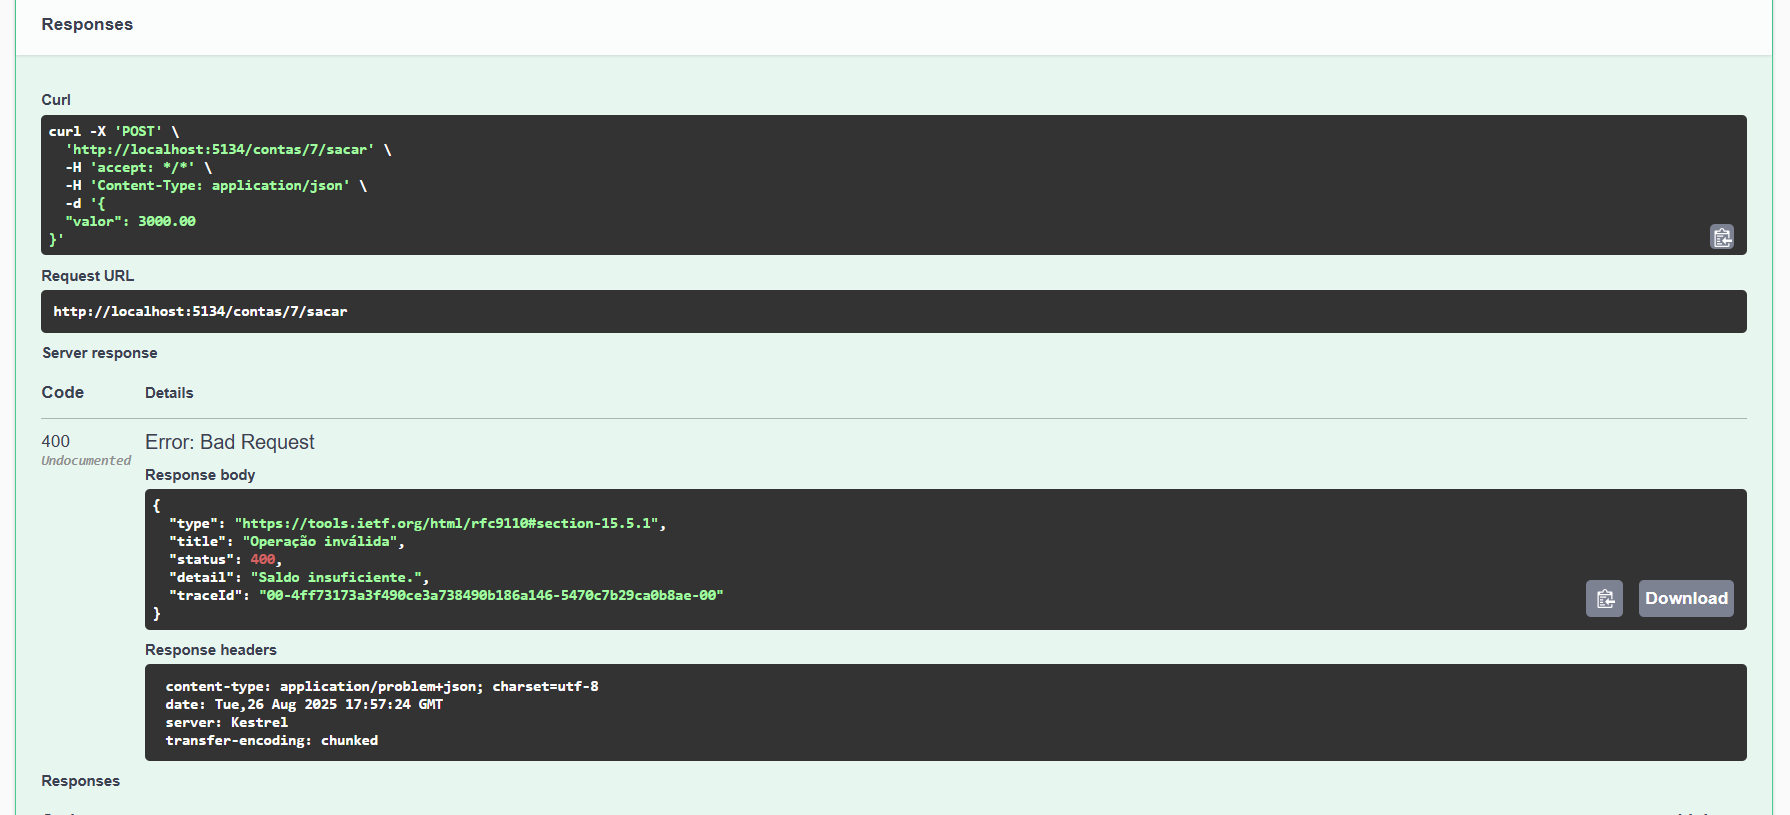 Responses
Curl
curl -X 'POST' \
'http://localhost:5134/contas/7/sacar' \
-H 'accept: */*' \
-H 'Content-Type: application/json' \
-d '{
"valor": 3000.00
}'
Request URL
http://localhost:5134/contas/7/sacar
Server response
Code Details
400 Error: Bad Request
Undocumented
Response body
{
"type": "https://tools.ietf.org/html/rfc9110#section-15.5.1",
"title": "Operação inválida",
"status": 400,
"detail": "Saldo insuficiente.",
"traceId": "00-4ff73173a3f490ce3a738490b186a146-5470c7b29ca0b8ae-00"
}
Download
Response headers
content-type: application/problem+json; charset=utf-8
date: Tue,26 Aug 2025 17:57:24 GMT
server: Kestrel
transfer-encoding: chunked
Responses